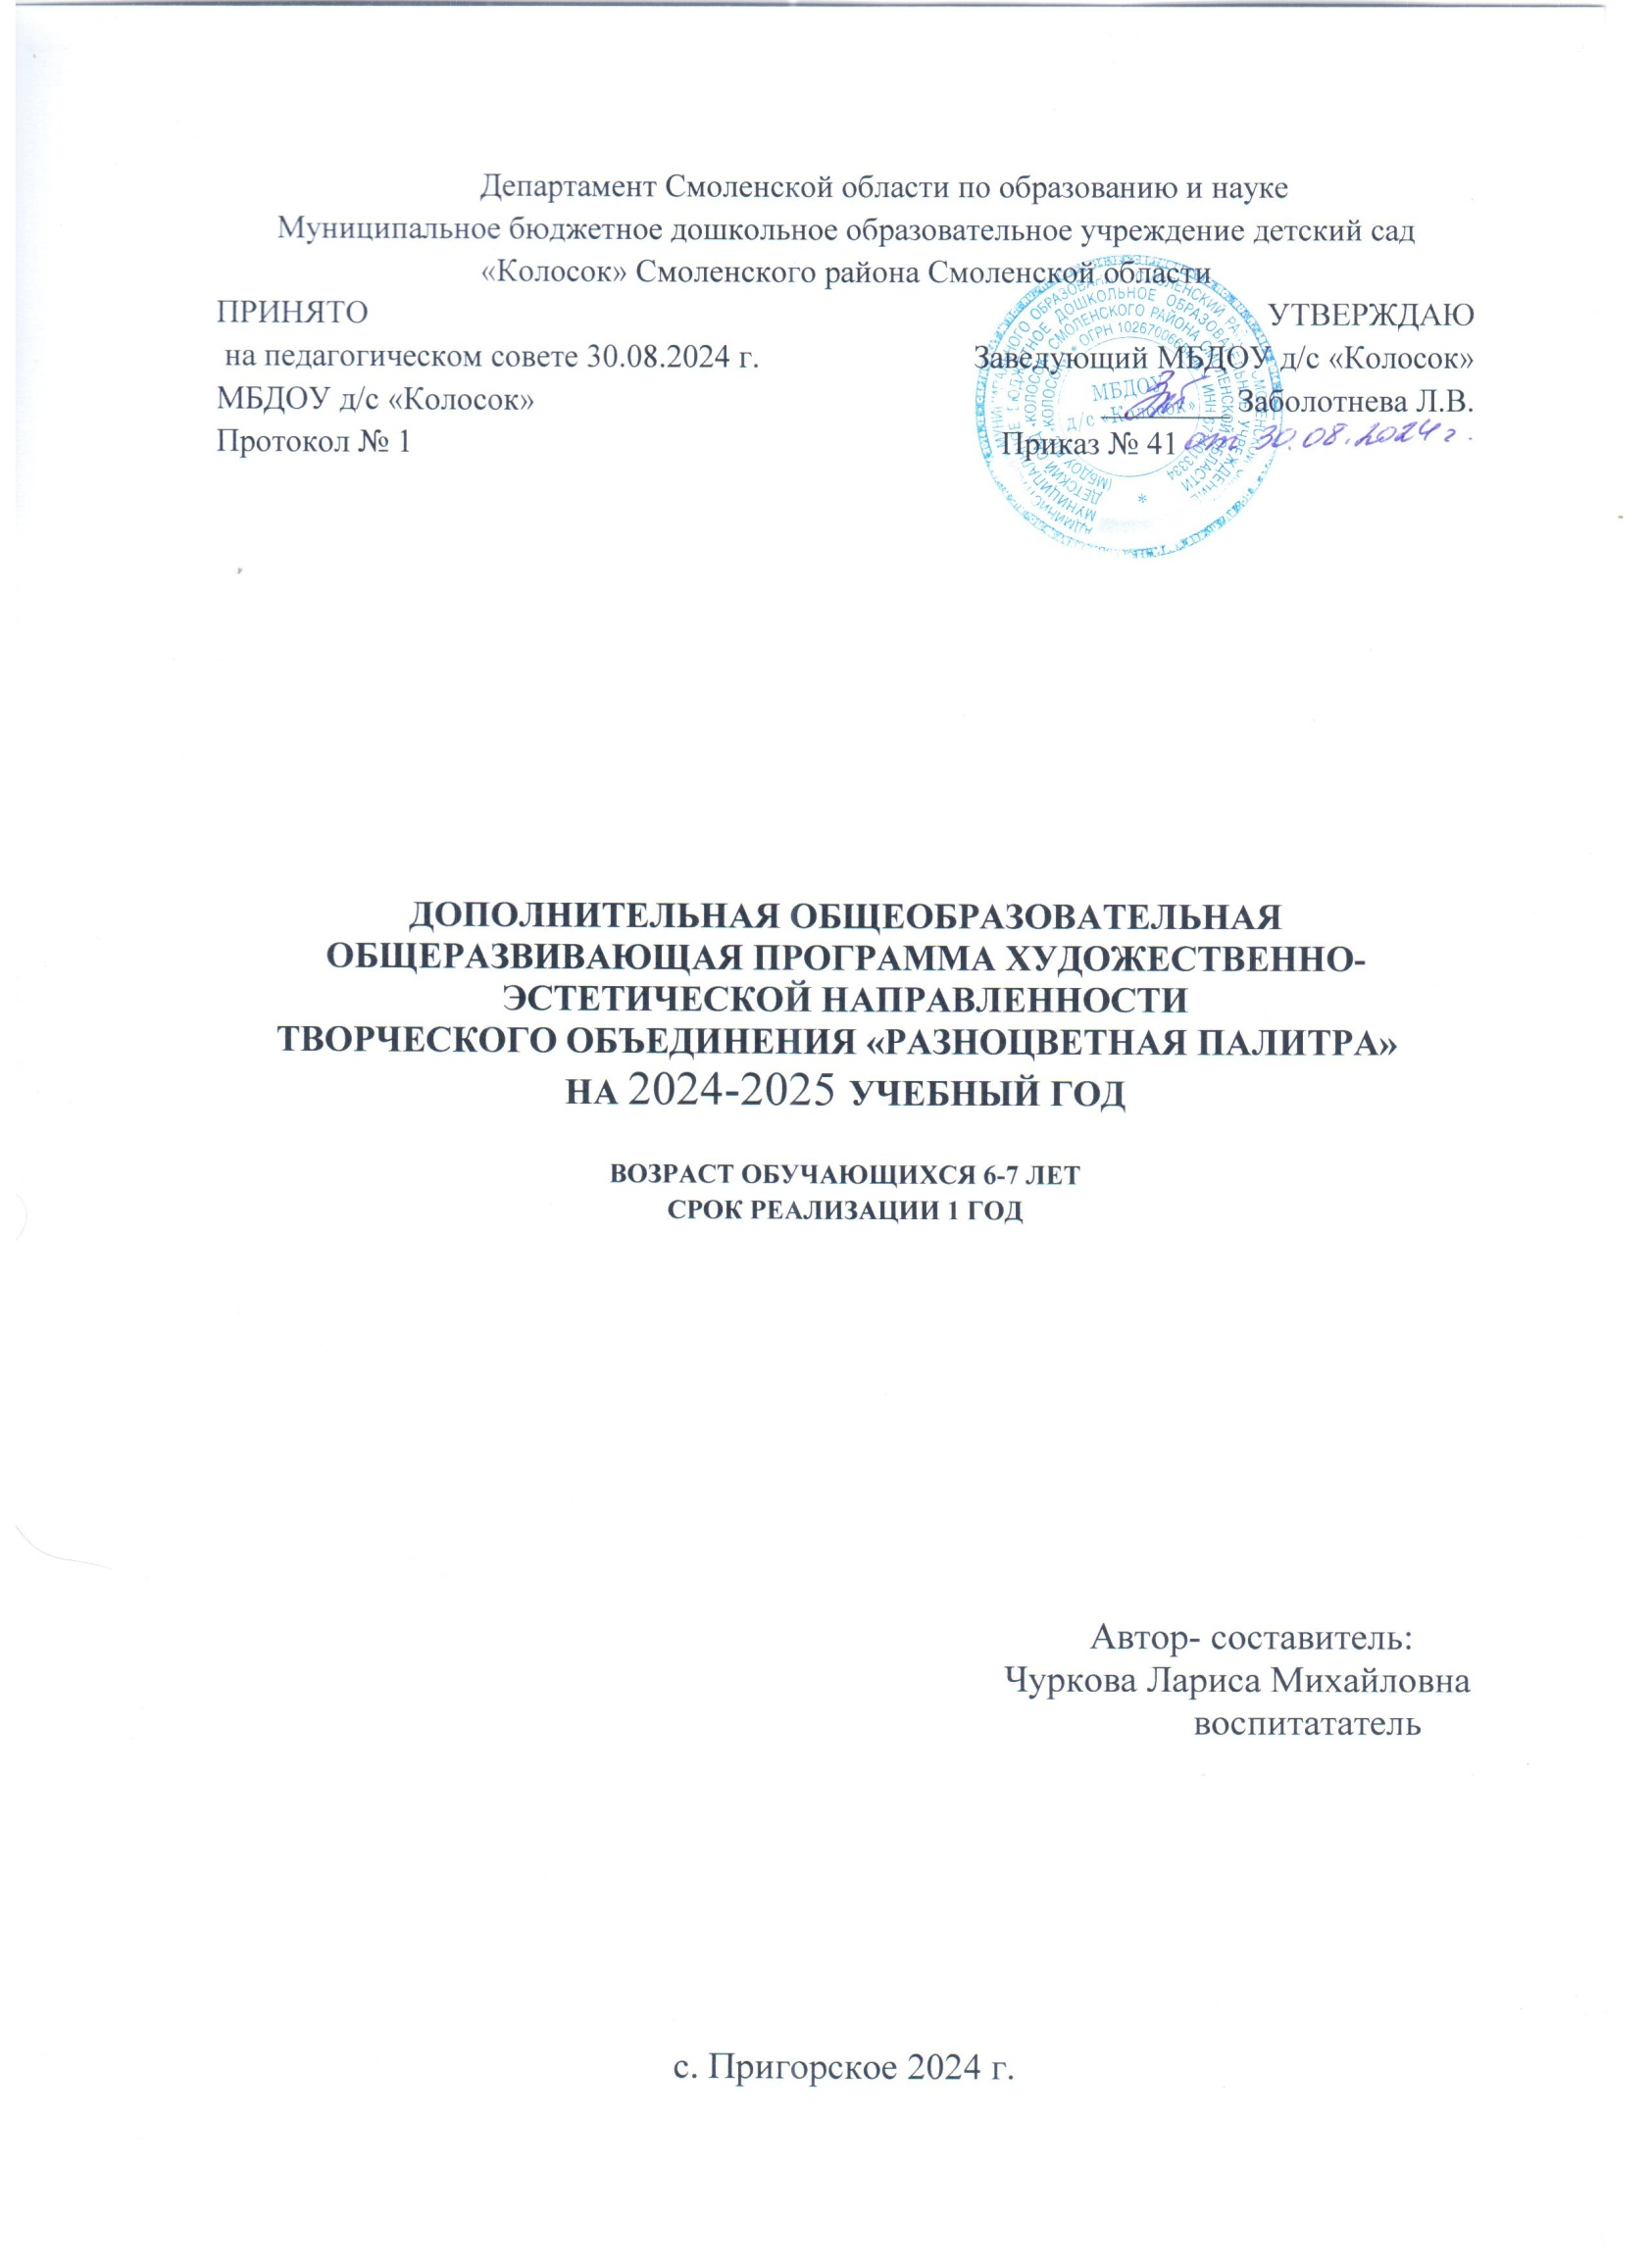 Департамент Смоленской области по образованию и науке
Муниципальное бюджетное дошкольное образовательное учреждение детский сад
«Колосок» Смоленского района Смоленской области
ПРИНЯТО УТВЕРЖДАЮ
на педагогическом совете 30.08.2024 г. Заведующий МБДОУ д/с «Колосок»
МБДОУ д/с «Колосок» Заболотнева Л.В.
Протокол № 1 Приказ № 41 от 30.08.2024 г.
МБДОУ
д/с «Колосок»
ДОПОЛНИТЕЛЬНАЯ ОБЩЕОБРАЗОВАТЕЛЬНАЯ
ОБЩЕРАЗВИВАЮЩАЯ ПРОГРАММА ХУДОЖЕСТВЕННО-
ЭСТЕТИЧЕСКОЙ НАПРАВЛЕННОСТИ
ТВОРЧЕСКОГО ОБЪЕДИНЕНИЯ «РАЗНОЦВЕТНАЯ ПАЛИТРА»
НА 2024-2025 УЧЕБНЫЙ ГОД
ВОЗРАСТ ОБУЧАЮЩИХСЯ 6-7 ЛЕТ
СРОК РЕАЛИЗАЦИИ 1 ГОД
Автор- составитель:
Чуркова Лариса Михайловна
воспитататель
с. Пригорское 2024 г.